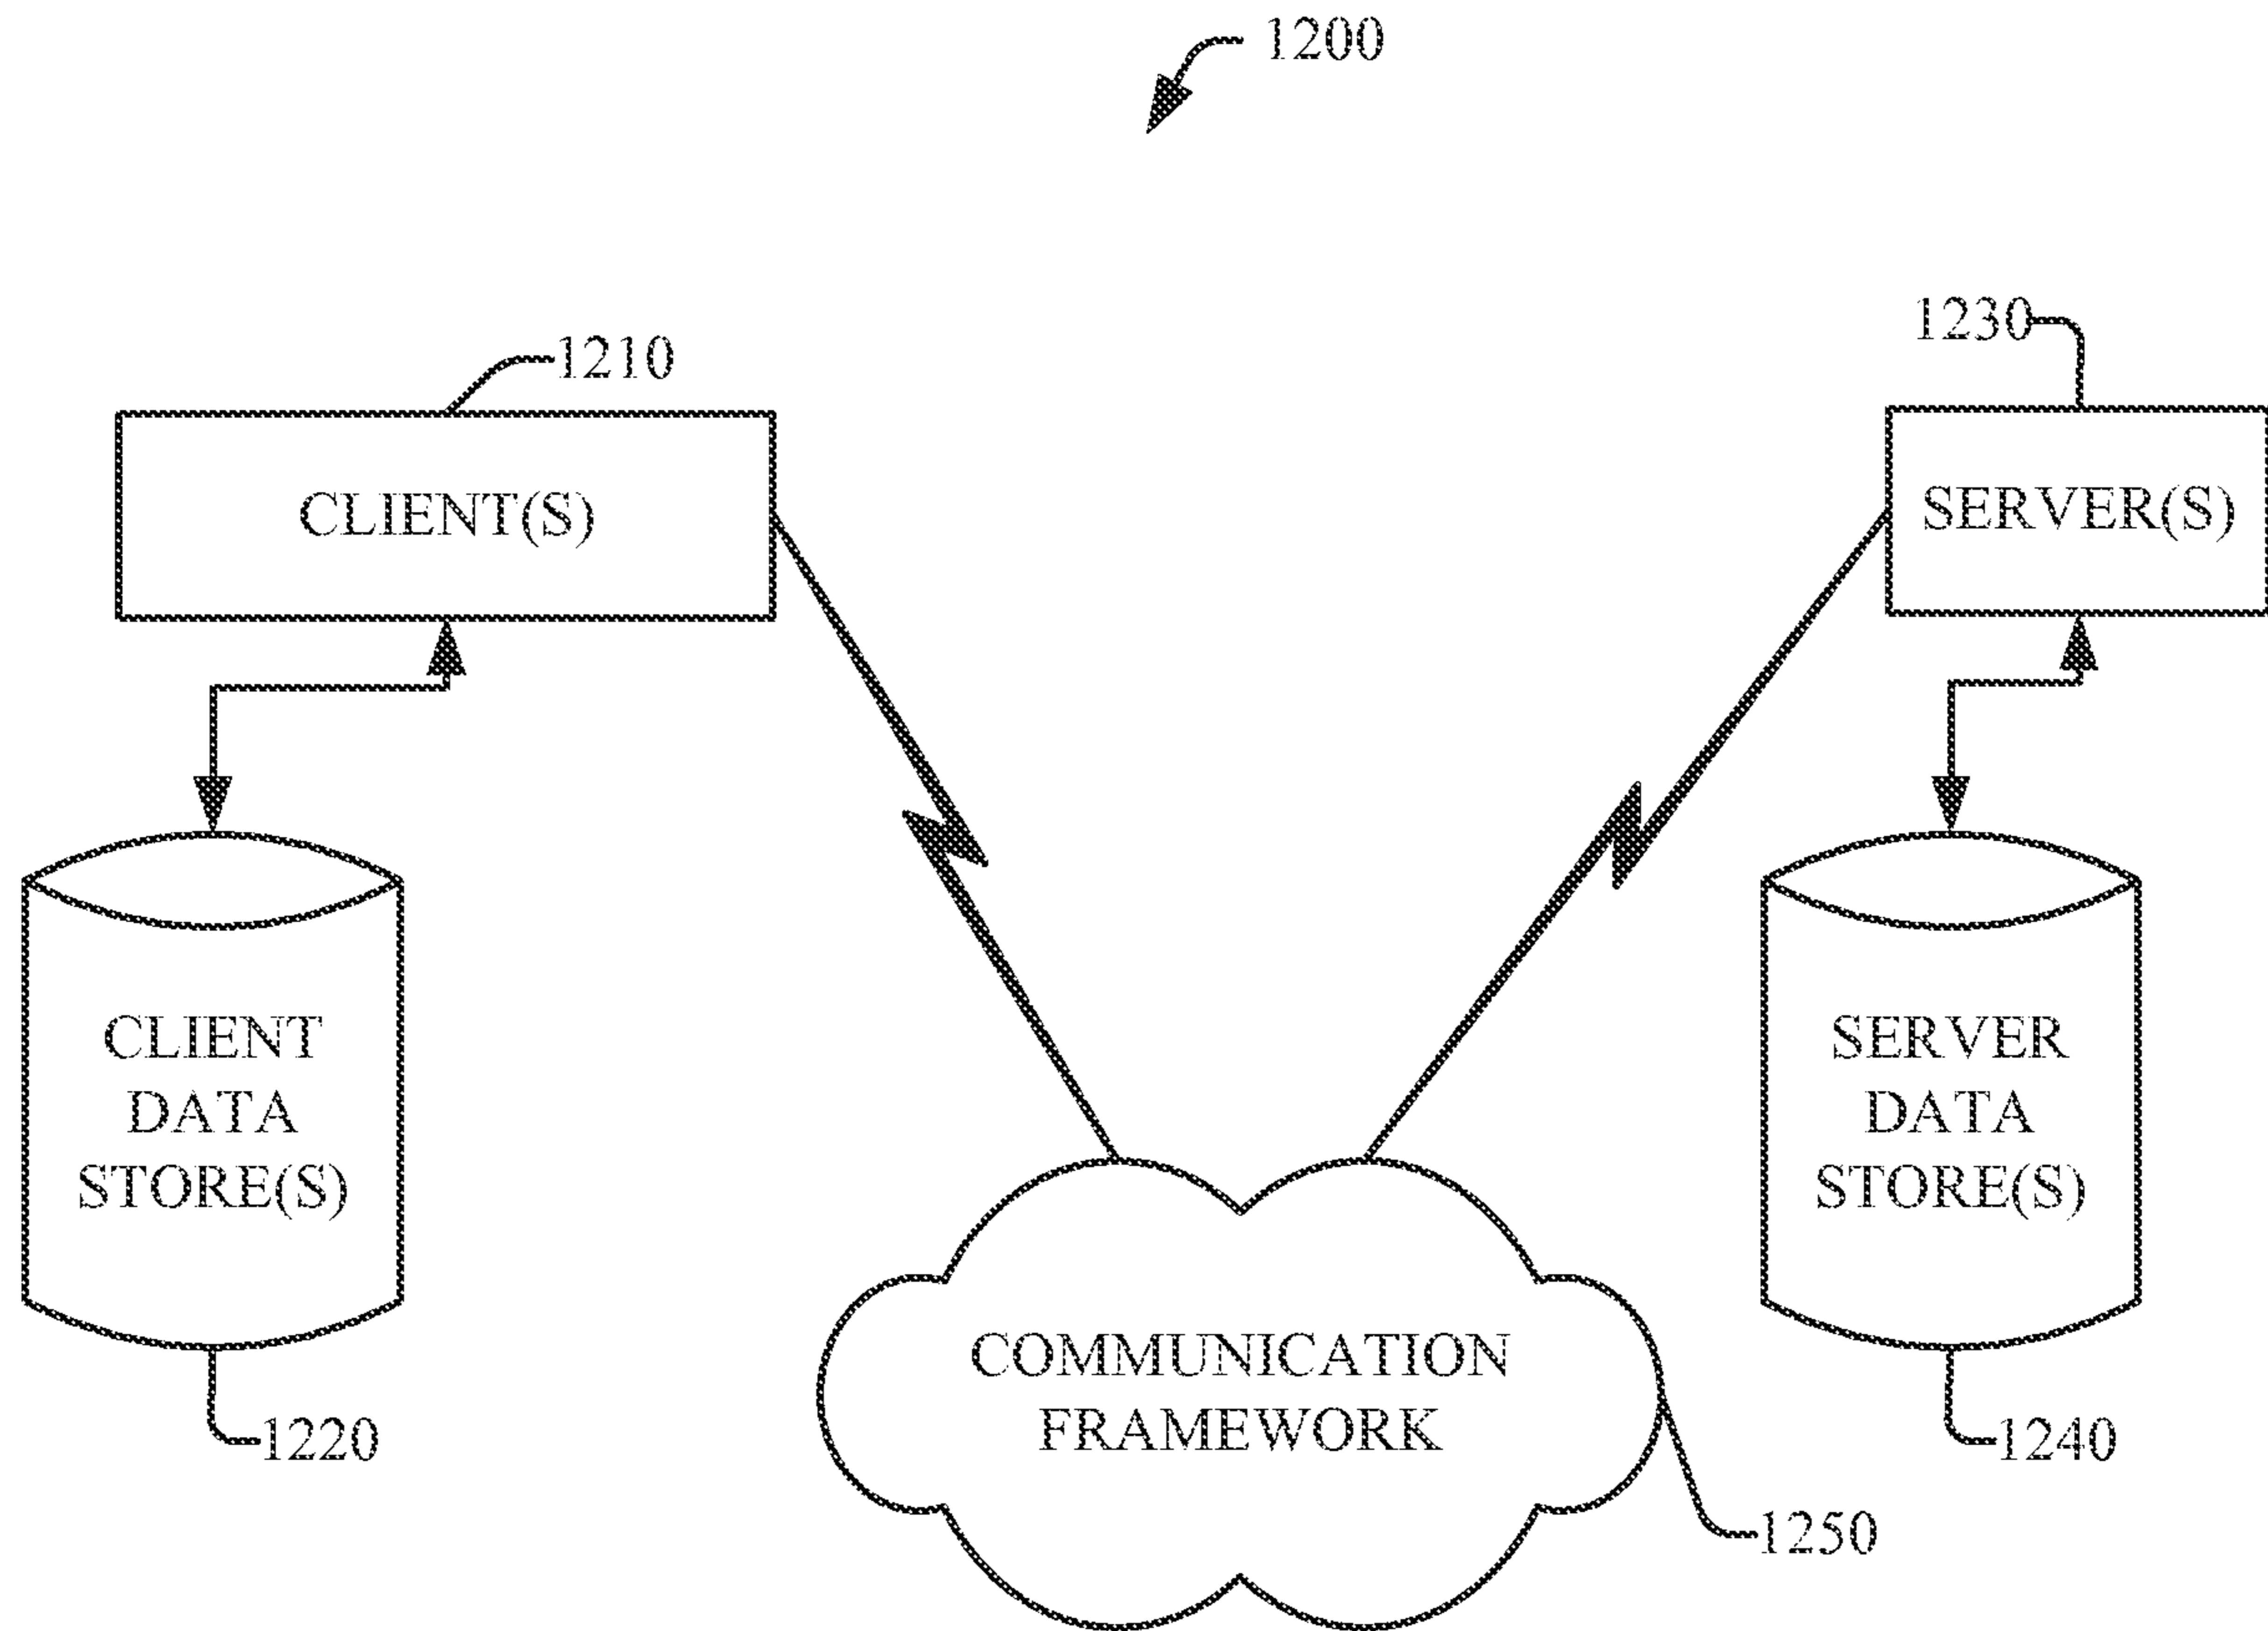 1200
1210
1230
CLIENT(S)
SERVER(S)
CLIENT
DATA
STORE(S)
SERVER
DATA
STORE(S)
COMMUNICATION
FRAMEWORK
1220
1240
1250